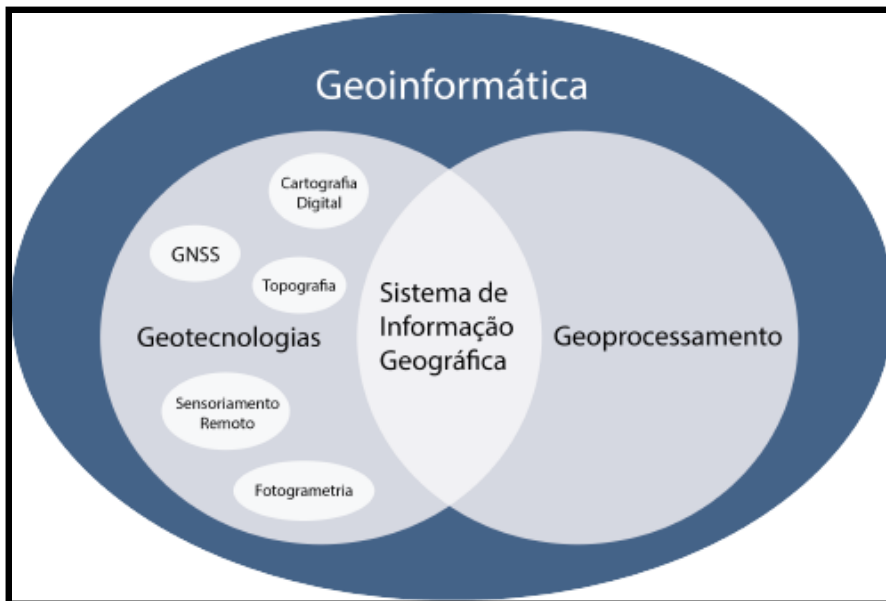 Geoinformática
Cartografia
Digital
GNSS
Topografia
Geotecnologias
Sistema de
Informação
Geográfica
Geoprocessamento
Sensoriamento
Remoto
Fotogrametria